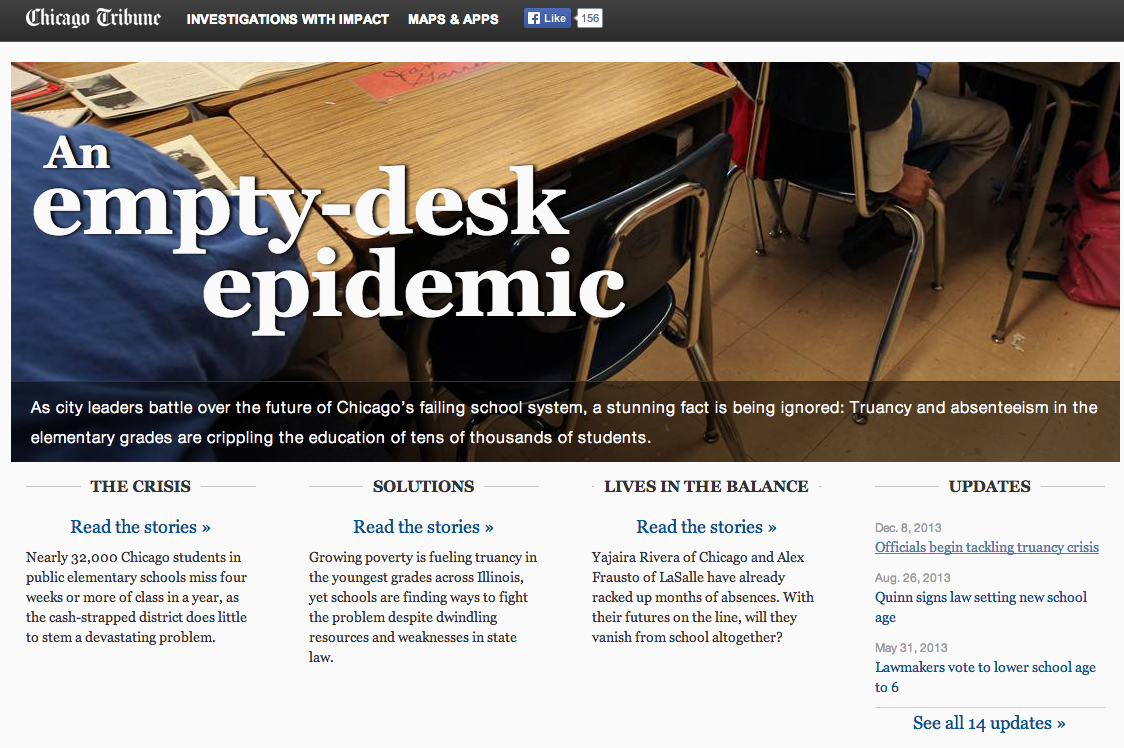 Chicago Tribune INVESTIGATIONS WITH IMPACT MAPS & APPS Like 156
An
empty-desk
epidemic
As city leaders battle over the future of Chicago's failing school system, a stunning fact is being ignored: Truancy and absenteeism in the
elementary grades are crippling the education of tens of thousands of students.
THE CRISIS
Read the stories »
Nearly 32,000 Chicago students in
public elementary schools miss four
weeks or more of class in a year, as
the cash-strapped district does little
to stem a devastating problem.
SOLUTIONS
Read the stories »
Growing poverty is fueling truancy in
the youngest grades across Illinois,
yet schools are finding ways to fight
the problem despite dwindling
resources and weaknesses in state
law.
LIVES IN THE BALANCE
Read the stories »
Yajaira Rivera of Chicago and Alex
Frausto of LaSalle have already
racked up months of absences. With
their futures on the line, will they
vanish from school altogether?
UPDATES
Dec. 8, 2013
Officials begin tackling truancy crisis
Aug. 26, 2013
Quinn signs law setting new school
age
May 31, 2013
Lawmakers vote to lower school age
to 6
See all 14 updates »